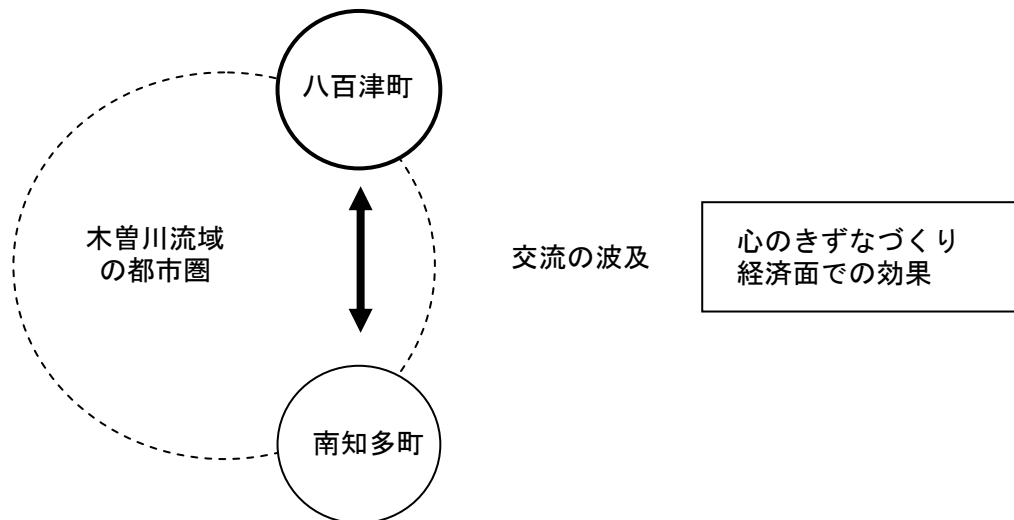 八百津町
木曽川流域
の都市圏
交流の波及
心のきずなづくり
経済面での効果
南知多町